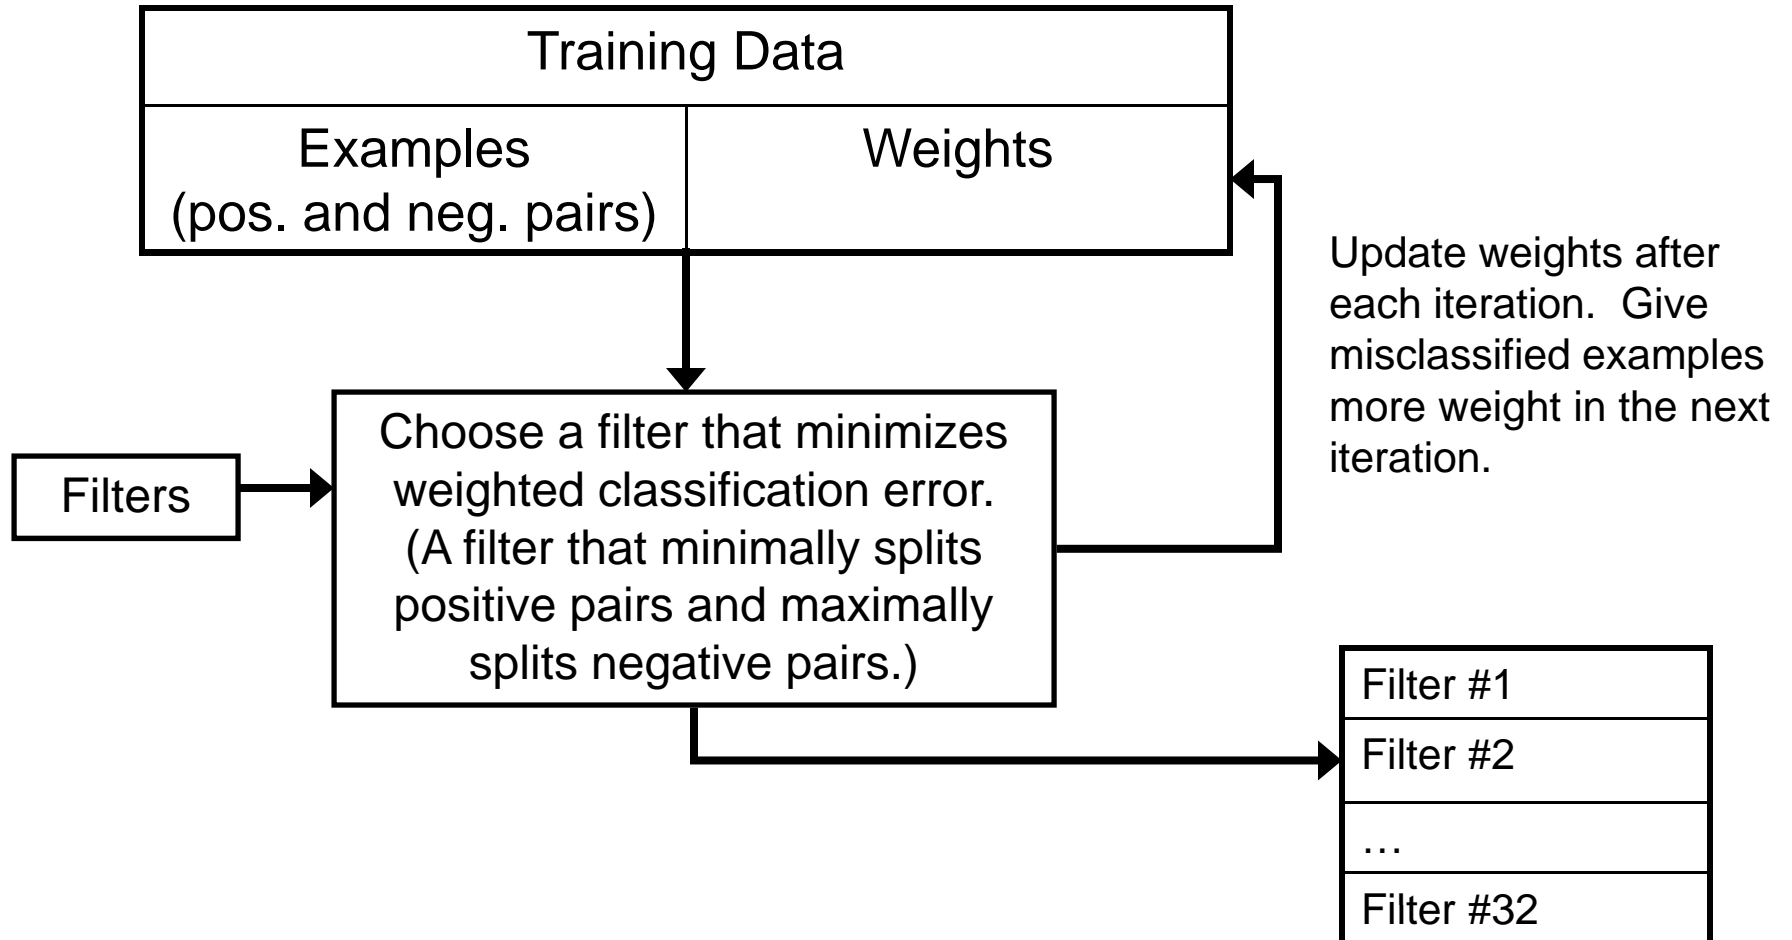 Training Data
Examples
(pos. and neg. pairs)
Weights
Update weights after
each iteration.  Give
misclassified examples
more weight in the next
iteration.
Filters
Choose a filter that minimizes
weighted classification error.
(A filter that minimally splits
positive pairs and maximally
splits negative pairs.)
Filter #1
Filter #2
…
Filter #32